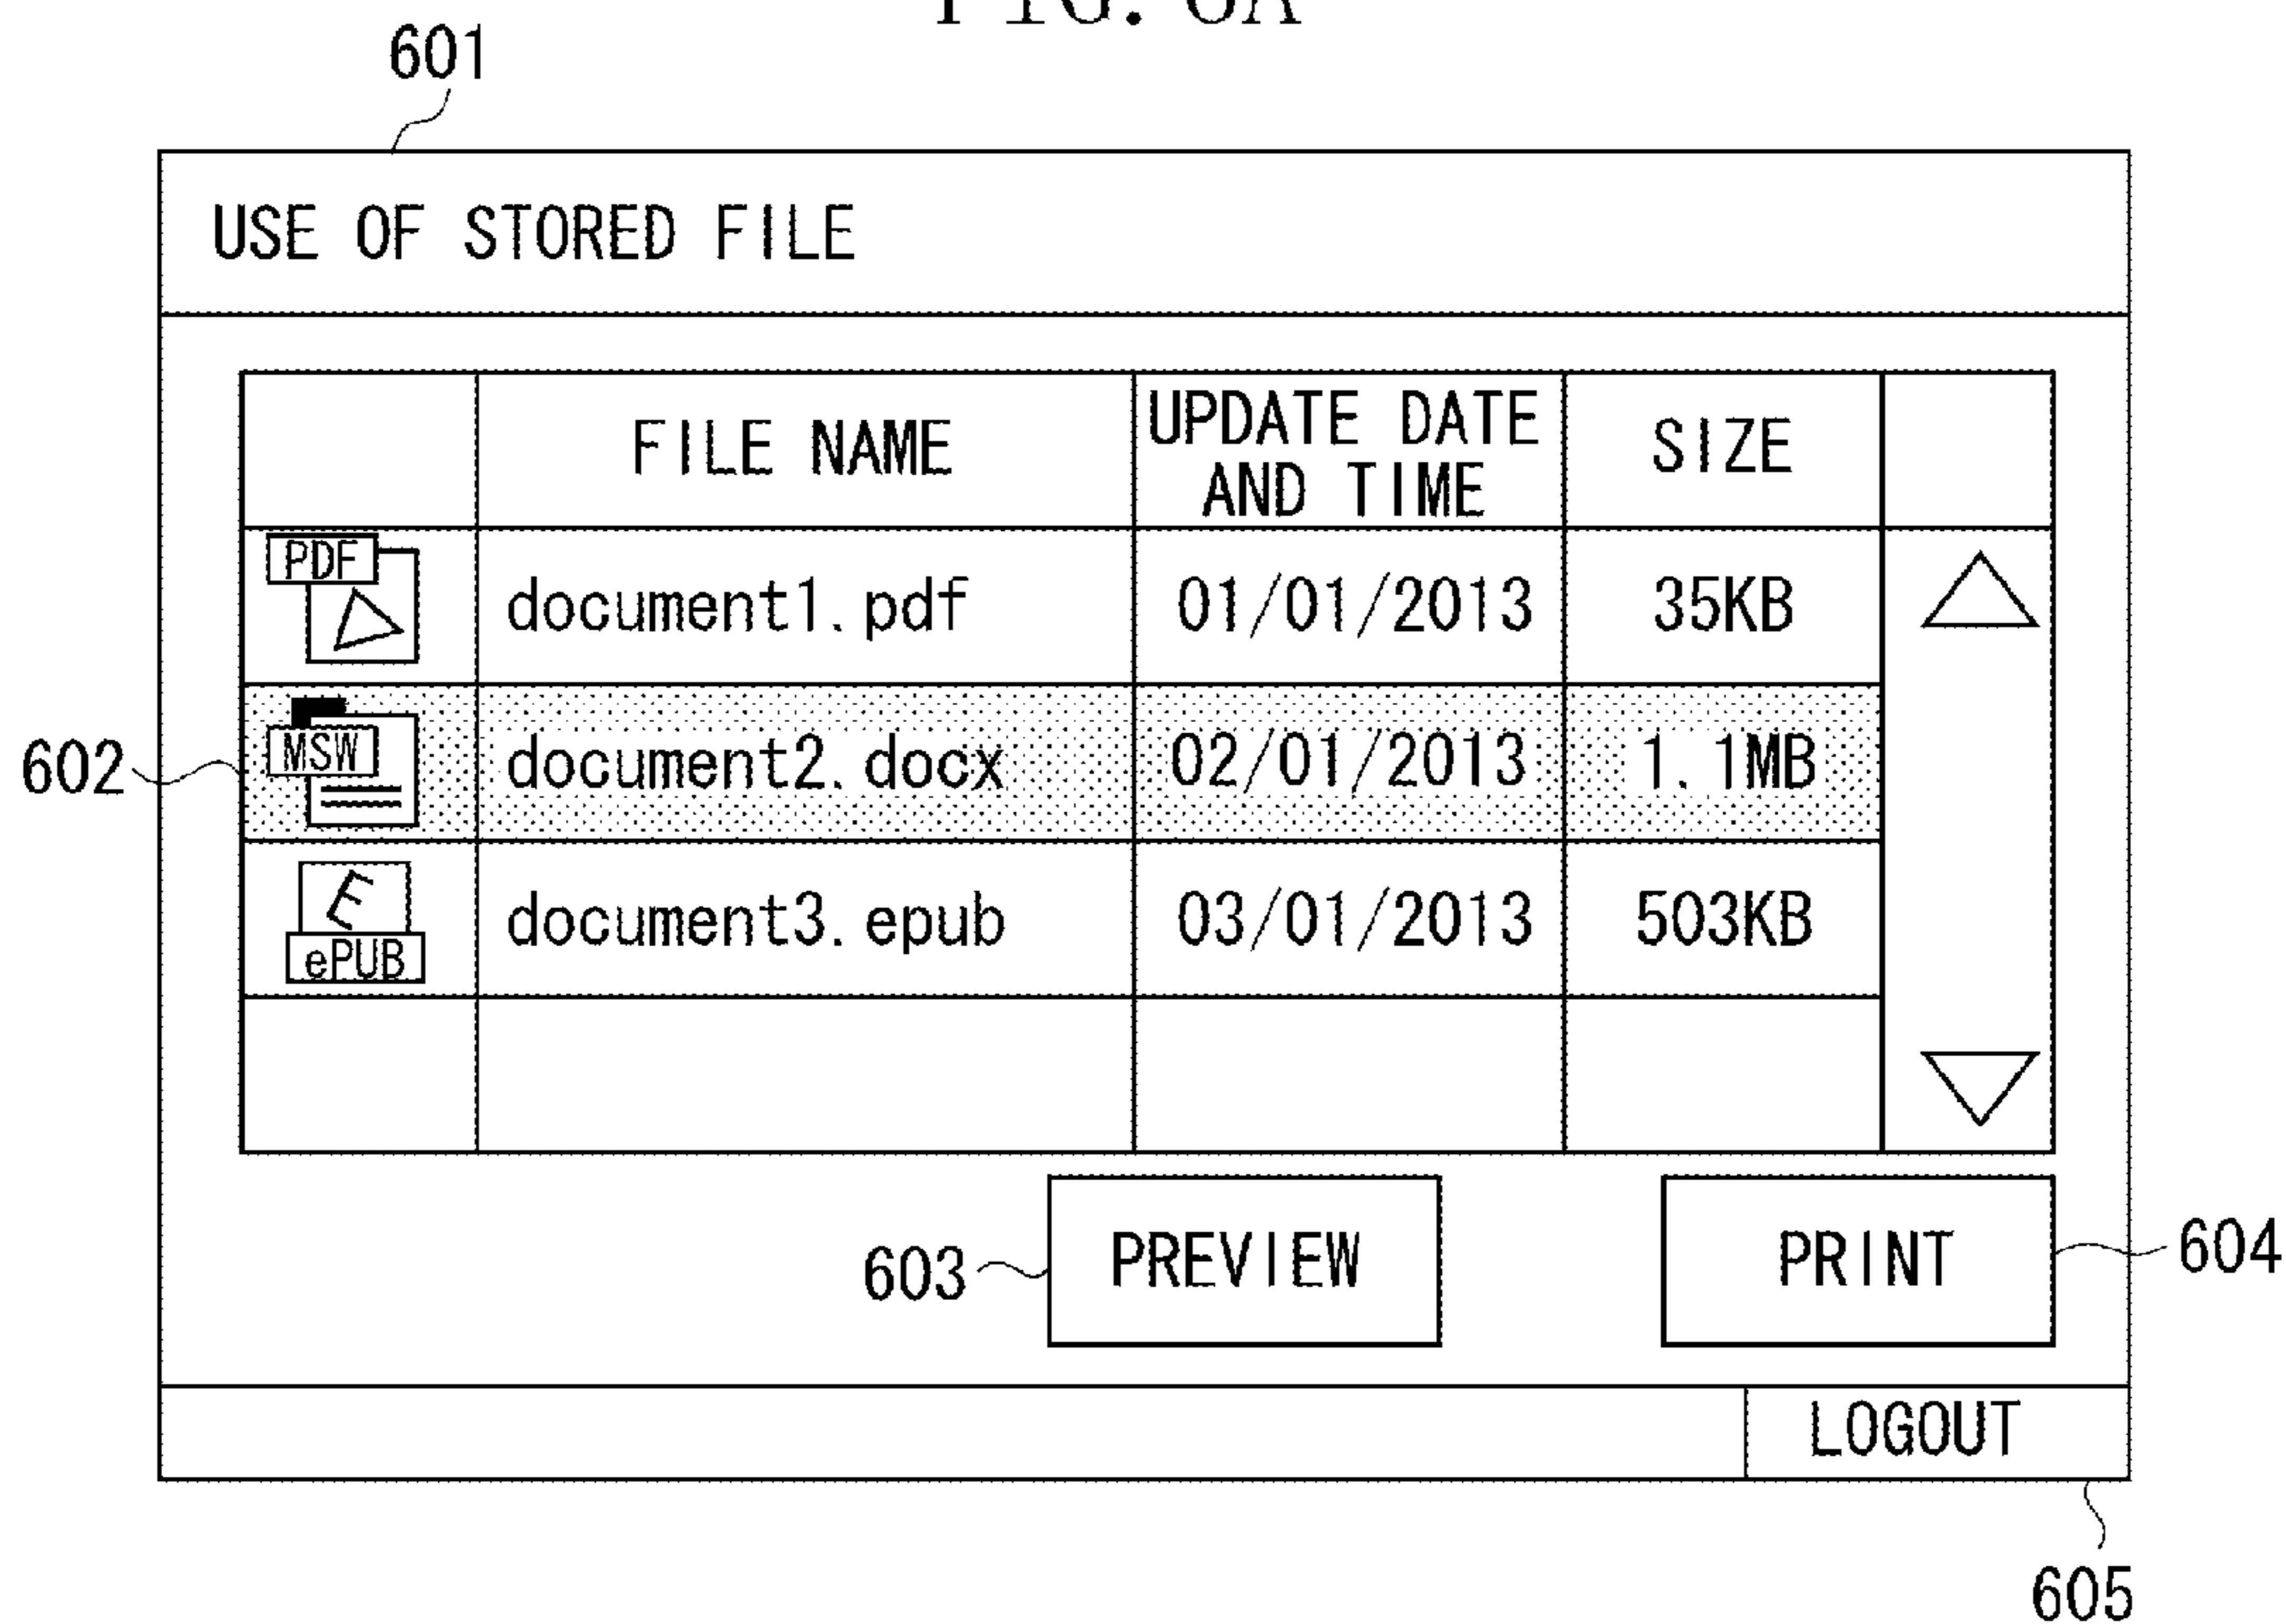 601
USE OF STORED FILE
FILE NAME
UPDATE DATE
AND TIME
SIZE
PDF
document1.pdf
01/01/2013
35KB
602
MSW
document2.docx
02/01/2013
1.1MB
E
ePUB
document3.epub
03/01/2013
503KB
603
PREVIEW
PRINT
604
LOGOUT
605